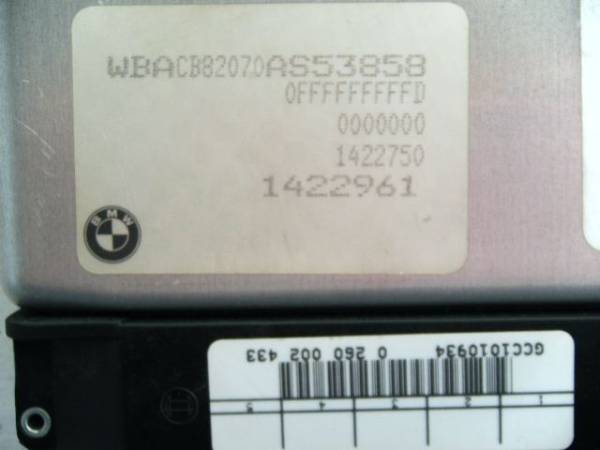 WBACB82070AS53858
0FFFFFFFFFD
0000000
1422750
1422961
BMW
GCC1010934 0 260 002 433
1 2 3 4 5